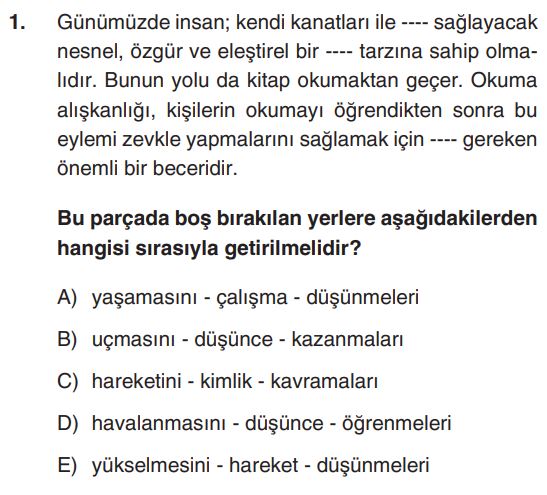 1. Günümüzde insan; kendi kanatları ile ---- sağlayacak
nesnel, özgür ve eleştirel bir ---- tarzına sahip olma-
lıdır. Bunun yolu da kitap okumaktan geçer. Okuma
alışkanlığı, kişilerin okumayı öğrendikten sonra bu
eylemi zevkle yapmalarını sağlamak için ---- gereken
önemli bir beceridir.
Bu parçada boş bırakılan yerlere aşağıdakilerden
hangisi sırasıyla getirilmelidir?
A) yaşamasını - çalışma - düşünmeleri
B) uçmasını - düşünce - kazanmaları
C) hareketini - kimlik - kavramaları
D) havalanmasını - düşünce - öğrenmeleri
E) yükselmesini - hareket - düşünmeleri